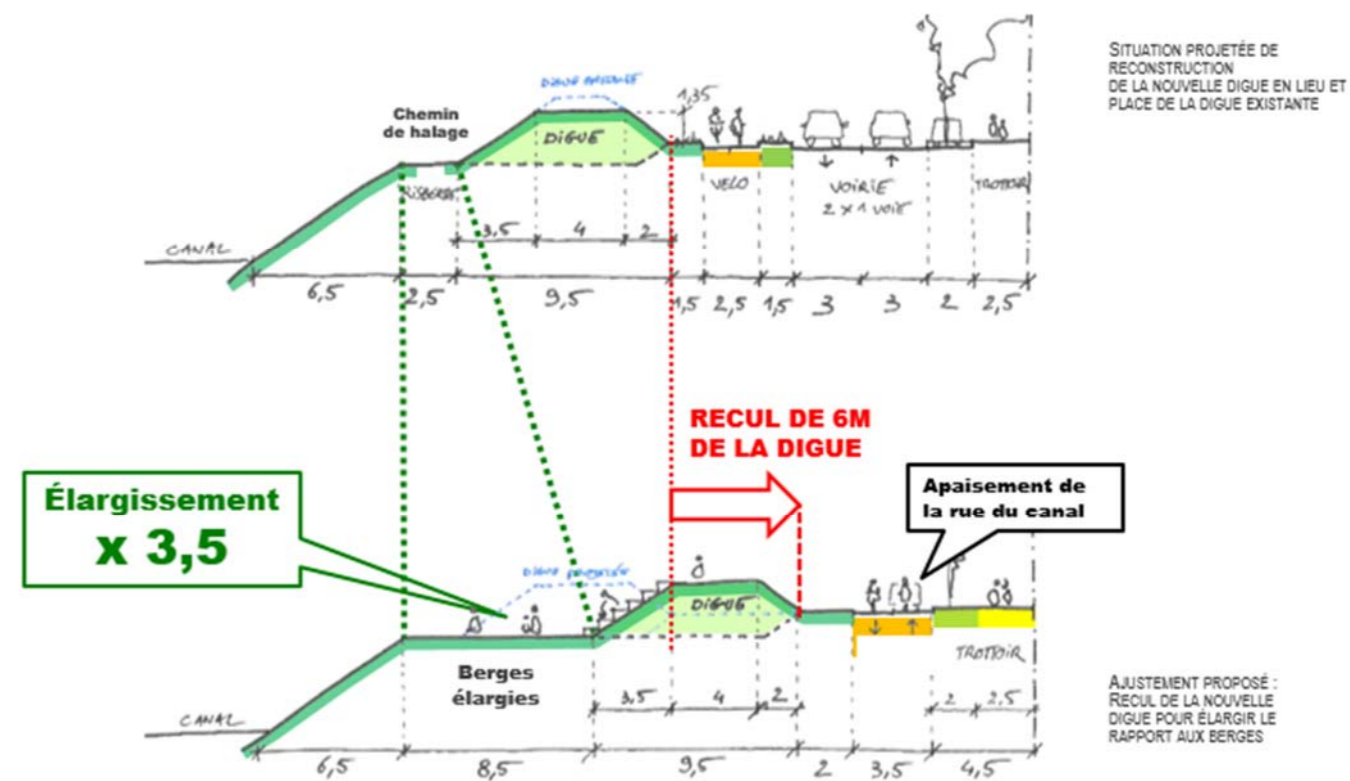 SITUATION PROJETÉE DE
RECONSTRUCTION
DE LA NOUVELLE DIGUE EN LIEU ET
PLACE DE LA DIGUE EXISTANTE
DIGUE EXISTANTE
1,35
Chemin
de halage
DIGUE
RISBERME
VELO
VOIRIE
2 x 1 VOIE
TROTTOIR
CANAL
3,5 4 2
6,5 2,5 9,5 1,5 2,5 1,5 3 3 2 2,5
RECUL DE 6M
DE LA DIGUE
Élargissement
x 3,5
Apaisement de
la rue du canal
DIGUE
TROTTOIR
Berges
élargies
3,5 4 2 2 2,5
CANAL
6,5 8,5 9,5 2 3,5 4,5
AJUSTEMENT PROPOSÉ :
RECUL DE LA NOUVELLE
DIGUE POUR ÉLARGIR LE
RAPPORT AUX BERGES